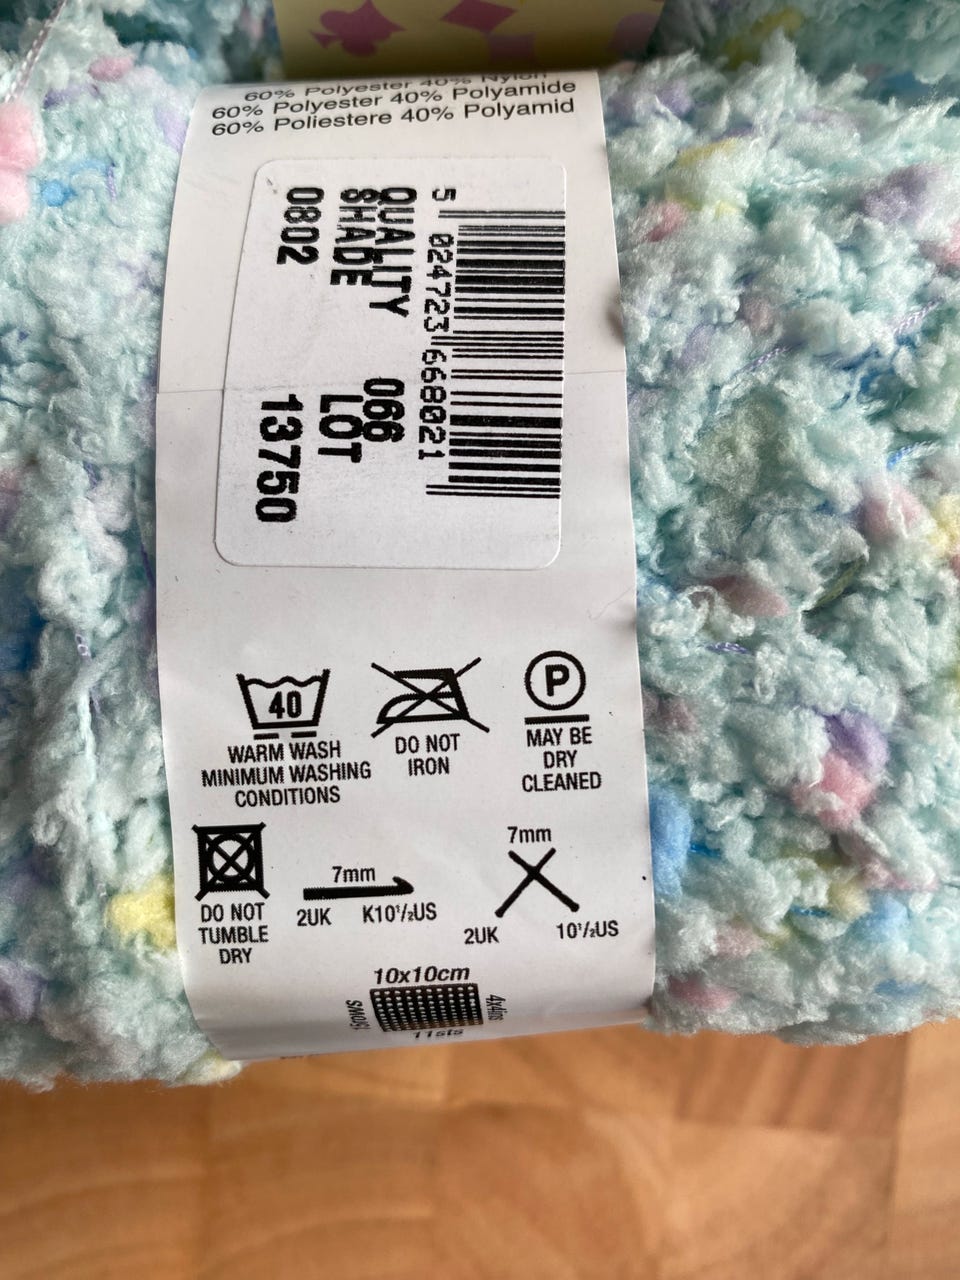 60% Polyester 40% Nylon
60% Polyester 40% Polyamide
60% Poliestere 40% Polyamid
5 024723 668021
QUALITY 066
SHADE LOT
0802 13750
40
WARM WASH
MINIMUM WASHING
CONDITIONS
DO NOT
IRON
P
MAY BE
DRY
CLEANED
DO NOT
TUMBLE
DRY
7mm
2UK K10½US
7mm
2UK 10½US
10x10cm
11sts